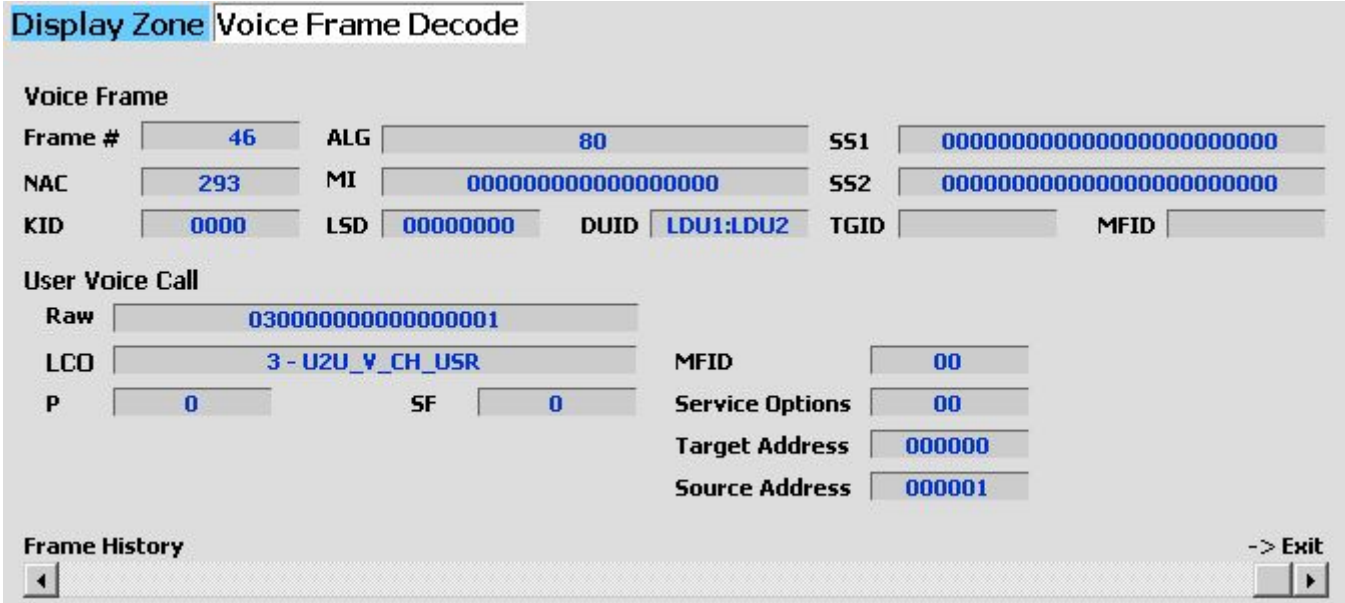 Display Zone Voice Frame Decode
Voice Frame
Frame # 46 ALG 80 SS1 000000000000000000000000
NAC 293 MI 000000000000000000 SS2 000000000000000000000000
KID 0000 LSD 00000000 DUID LDU1:LDU2 TGID MFID
User Voice Call
Raw 030000000000000001
LCO 3 - U2U_V_CH_USR MFID 00
P 0 SF 0 Service Options 00
Target Address 000000
Source Address 000001
Frame History -> Exit